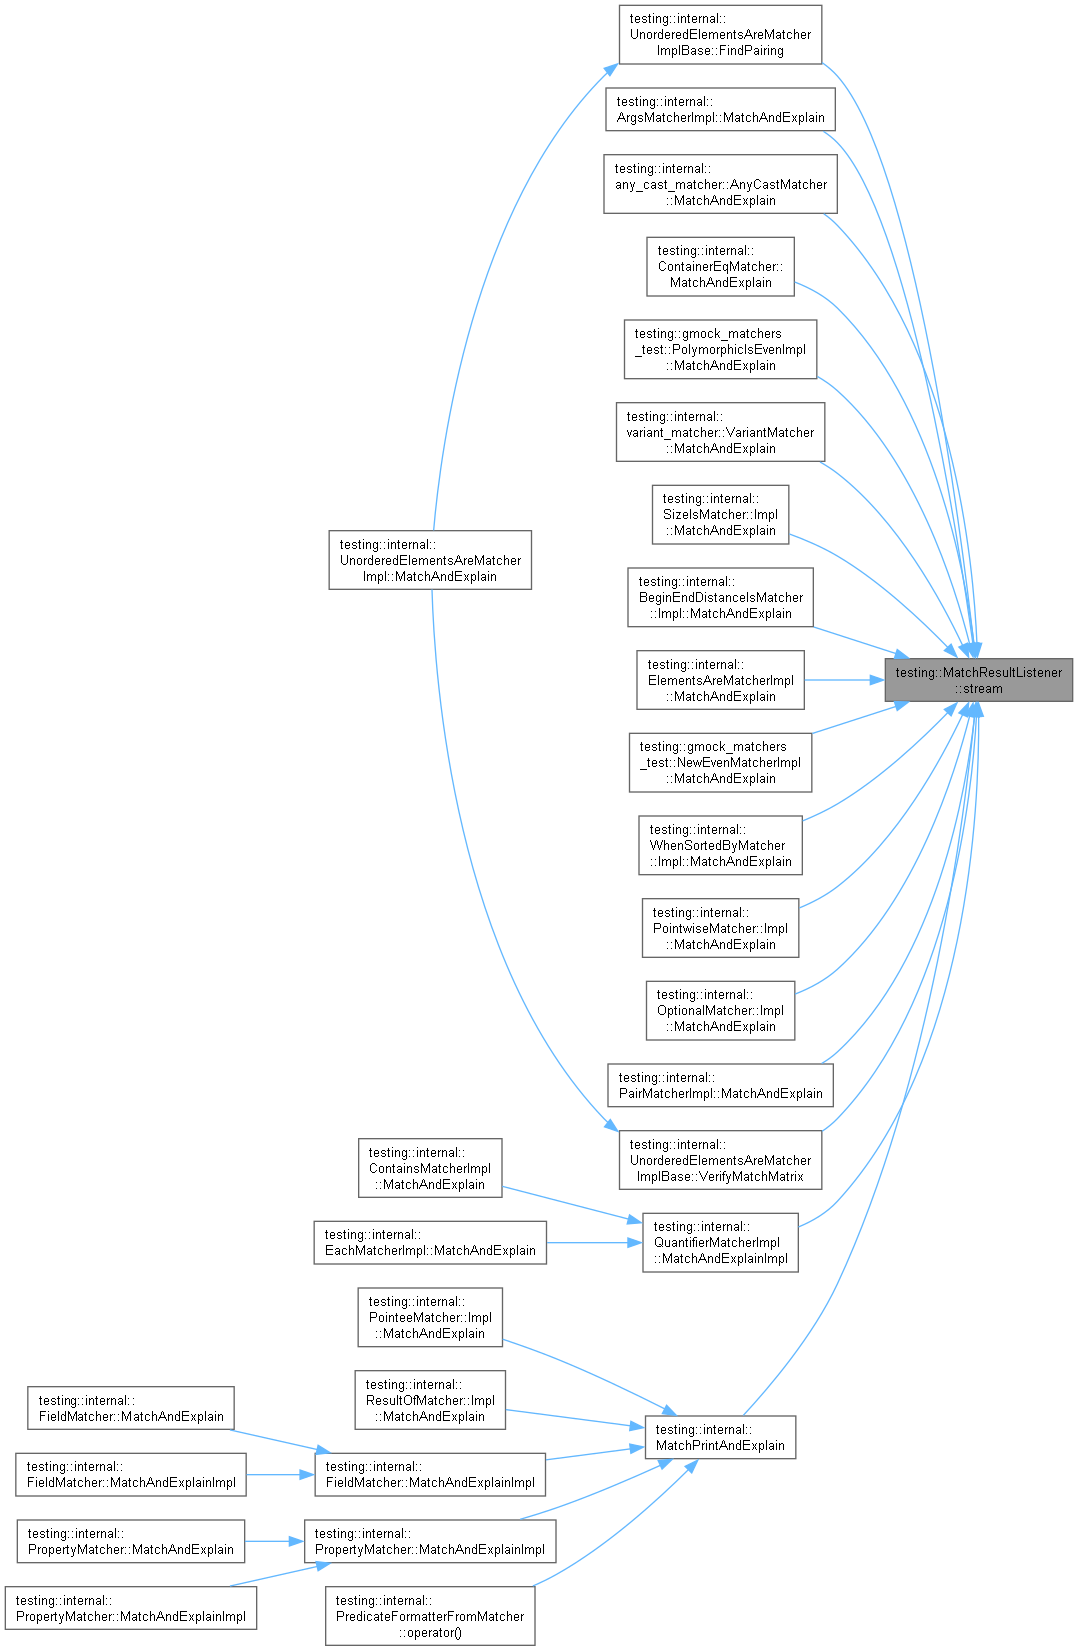 testing::internal::
UnorderedElementsAreMatcher
ImplBase::FindPairing
testing::internal::
ArgsMatcherImpl::MatchAndExplain
testing::internal::
any_cast_matcher::AnyCastMatcher
::MatchAndExplain
testing::internal::
ContainerEqMatcher::
MatchAndExplain
testing::gmock_matchers
_test::PolymorphicIsEvenImpl
::MatchAndExplain
testing::internal::
variant_matcher::VariantMatcher
::MatchAndExplain
testing::internal::
SizeIsMatcher::Impl
::MatchAndExplain
testing::internal::
UnorderedElementsAreMatcher
Impl::MatchAndExplain
testing::internal::
BeginEndDistanceIsMatcher
::Impl::MatchAndExplain
testing::internal::
ElementsAreMatcherImpl
::MatchAndExplain
testing::MatchResultListener
::stream
testing::gmock_matchers
_test::NewEvenMatcherImpl
::MatchAndExplain
testing::internal::
WhenSortedByMatcher
::Impl::MatchAndExplain
testing::internal::
PointwiseMatcher::Impl
::MatchAndExplain
testing::internal::
OptionalMatcher::Impl
::MatchAndExplain
testing::internal::
PairMatcherImpl::MatchAndExplain
testing::internal::
UnorderedElementsAreMatcher
ImplBase::VerifyMatchMatrix
testing::internal::
ContainsMatcherImpl
::MatchAndExplain
testing::internal::
EachMatcherImpl::MatchAndExplain
testing::internal::
QuantifierMatcherImpl
::MatchAndExplainImpl
testing::internal::
PointeeMatcher::Impl
::MatchAndExplain
testing::internal::
ResultOfMatcher::Impl
::MatchAndExplain
testing::internal::
MatchPrintAndExplain
testing::internal::
FieldMatcher::MatchAndExplain
testing::internal::
FieldMatcher::MatchAndExplainImpl
testing::internal::
FieldMatcher::MatchAndExplainImpl
testing::internal::
PropertyMatcher::MatchAndExplain
testing::internal::
PropertyMatcher::MatchAndExplainImpl
testing::internal::
PropertyMatcher::MatchAndExplainImpl
testing::internal::
PredicateFormatterFromMatcher
::operator()